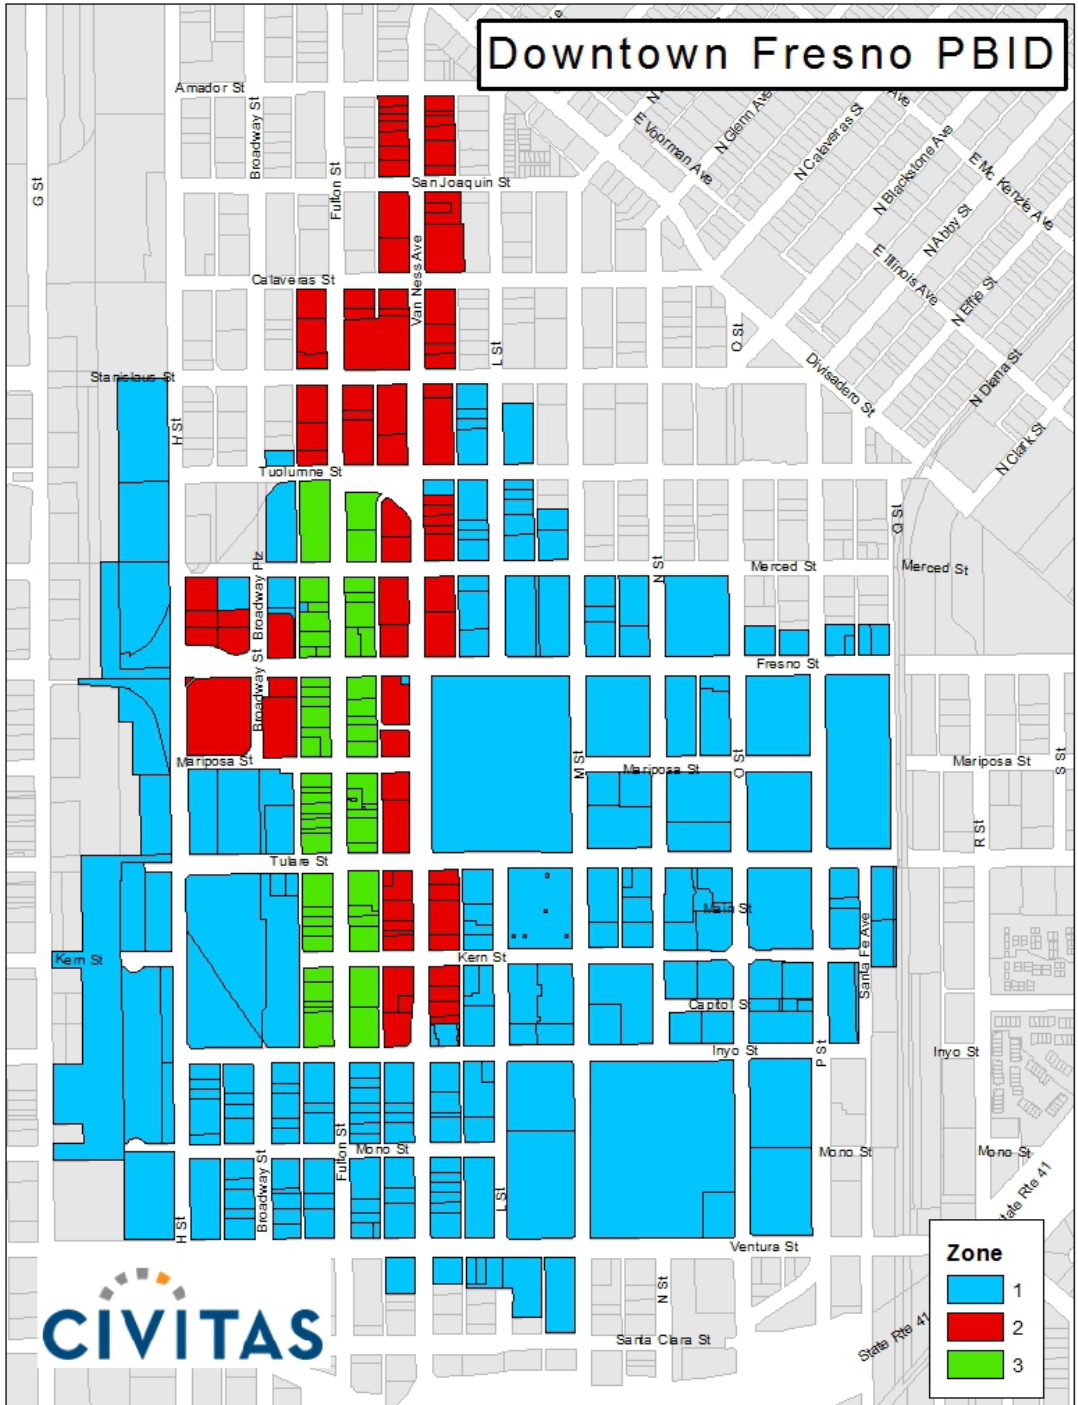 Downtown Fresno PBID
Amador St
Broadway St
Fulton St
G St
San Joaquin St
Van Ness Ave
Calaveras St
E Voorman Ave
N Glenn Ave
N Calaveras St
Ave
N Blackstone Ave
E Mc Kenzie Ave
N Abby St
E Illinois Ave
N Effie St
N Diana St
N Clark St
Divisadero St
O St
L St
Stanislaus St
H St
Tuolumne St
Q St
Broadway Plz
N St
Merced St
Merced St
Fresno St
Broadway St
Mariposa St
M St
Mariposa St
O St
Mariposa St
S St
R St
Tulare St
Main St
Kern St
Kern St
Santa Fe Ave
Capitol St
Inyo St
P St
Inyo St
Fulton St
Mono St
Mono St
Mono St
Broadway St
H St
L St
State Rte 41
Ventura St
N St
Santa Clara St
State Rte 41
Zone
1
2
3
CIVITAS